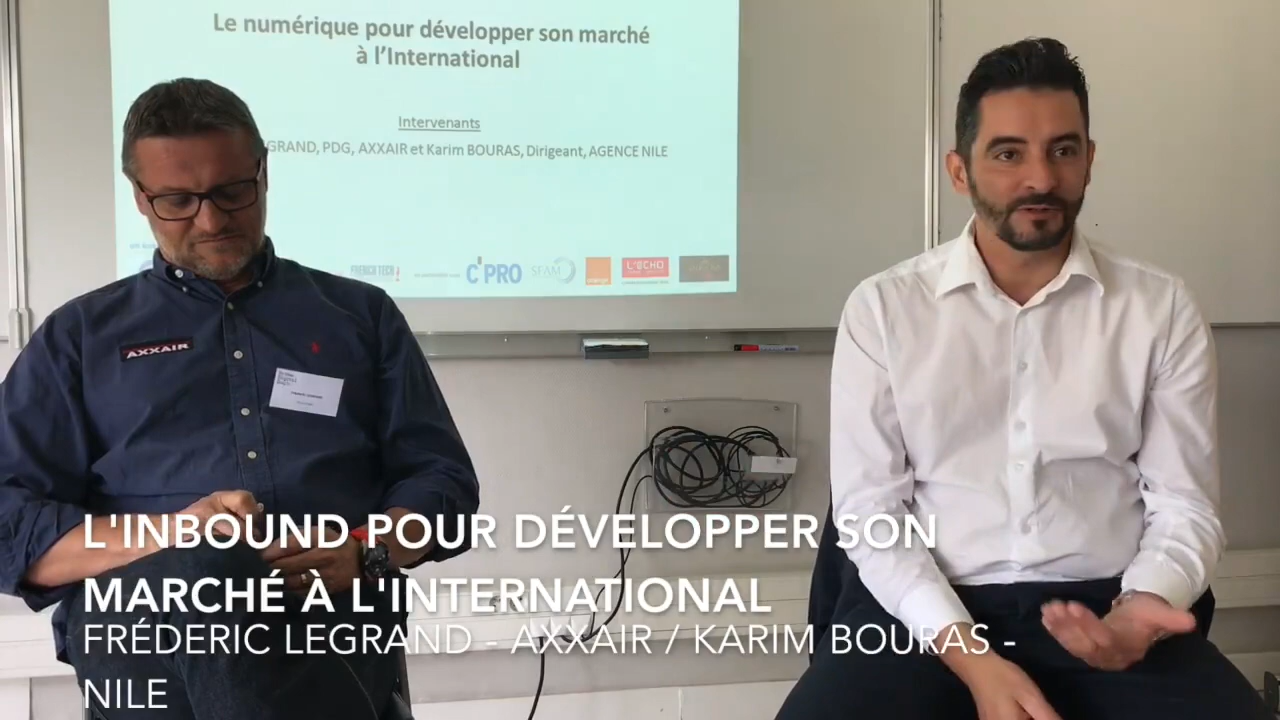 Le numérique pour développer son marché
à l'International
Intervenants
GRAND, PDG, AXXAIR et Karim BOURAS, Dirigeant, AGENCE NILE
FRENCH TECH
C'PRO
SFAM
orange
L'ECHO
AXXAIR
L'INBOUND POUR DÉVELOPPER SON
MARCHÉ À L'INTERNATIONAL
FRÉDERIC LEGRAND - AXXAIR / KARIM BOURAS -
NILE